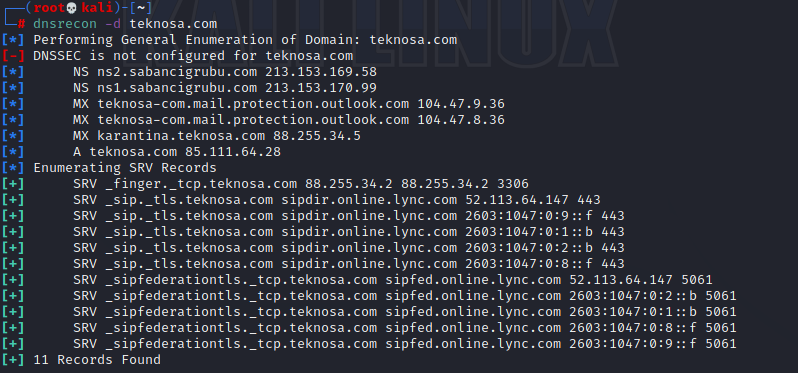 (root💀kali)-[~]
# dnsrecon -d teknosa.com
[*] Performing General Enumeration of Domain: teknosa.com
[-] DNSSEC is not configured for teknosa.com
[*] NS ns2.sabancigrubu.com 213.153.169.58
[*] NS ns1.sabancigrubu.com 213.153.170.99
[*] MX teknosa-com.mail.protection.outlook.com 104.47.9.36
[*] MX teknosa-com.mail.protection.outlook.com 104.47.8.36
[*] MX karantina.teknosa.com 88.255.34.5
[*] A teknosa.com 85.111.64.28
[*] Enumerating SRV Records
[+] SRV _finger._tcp.teknosa.com 88.255.34.2 88.255.34.2 3306
[+] SRV _sip._tls.teknosa.com sipdir.online.lync.com 52.113.64.147 443
[+] SRV _sip._tls.teknosa.com sipdir.online.lync.com 2603:1047:0:9::f 443
[+] SRV _sip._tls.teknosa.com sipdir.online.lync.com 2603:1047:0:1::b 443
[+] SRV _sip._tls.teknosa.com sipdir.online.lync.com 2603:1047:0:2::b 443
[+] SRV _sip._tls.teknosa.com sipdir.online.lync.com 2603:1047:0:8::f 443
[+] SRV _sipfederationtls._tcp.teknosa.com sipfed.online.lync.com 52.113.64.147 5061
[+] SRV _sipfederationtls._tcp.teknosa.com sipfed.online.lync.com 2603:1047:0:2::b 5061
[+] SRV _sipfederationtls._tcp.teknosa.com sipfed.online.lync.com 2603:1047:0:1::b 5061
[+] SRV _sipfederationtls._tcp.teknosa.com sipfed.online.lync.com 2603:1047:0:8::f 5061
[+] SRV _sipfederationtls._tcp.teknosa.com sipfed.online.lync.com 2603:1047:0:9::f 5061
[+] 11 Records Found
KALI LINUX